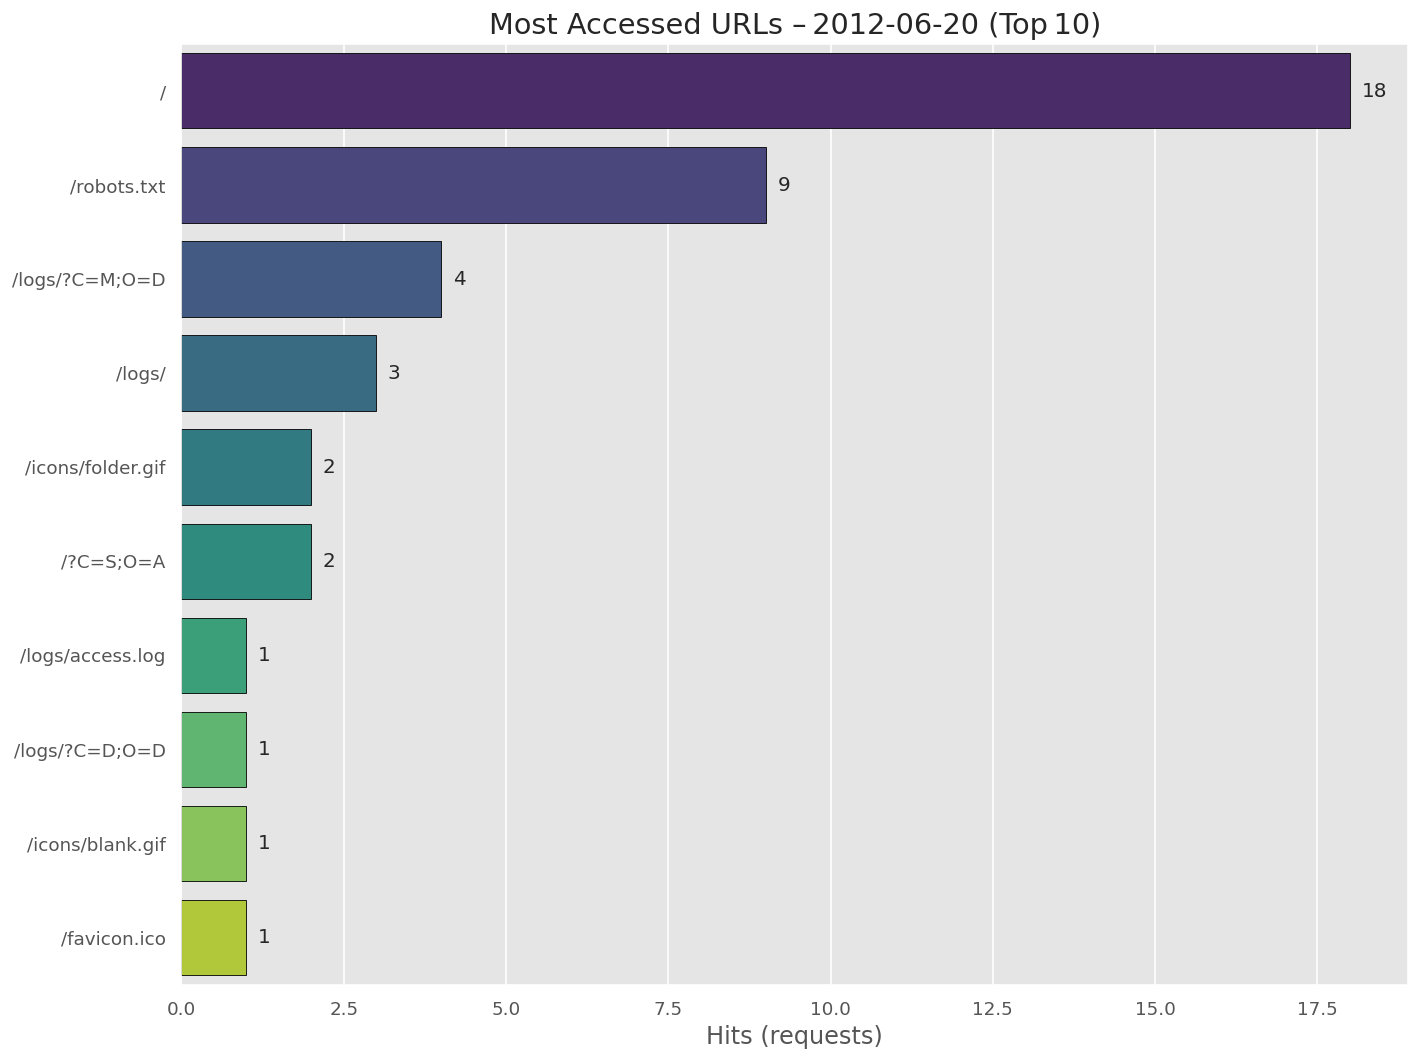 Most Accessed URLs – 2012-06-20 (Top 10)
/
18
/robots.txt
9
/logs/?C=M;O=D
4
/logs/
3
/icons/folder.gif
2
/?C=S;O=A
2
/logs/access.log
1
/logs/?C=D;O=D
1
/icons/blank.gif
1
/favicon.ico
1
0.0 2.5 5.0 7.5 10.0 12.5 15.0 17.5
Hits (requests)